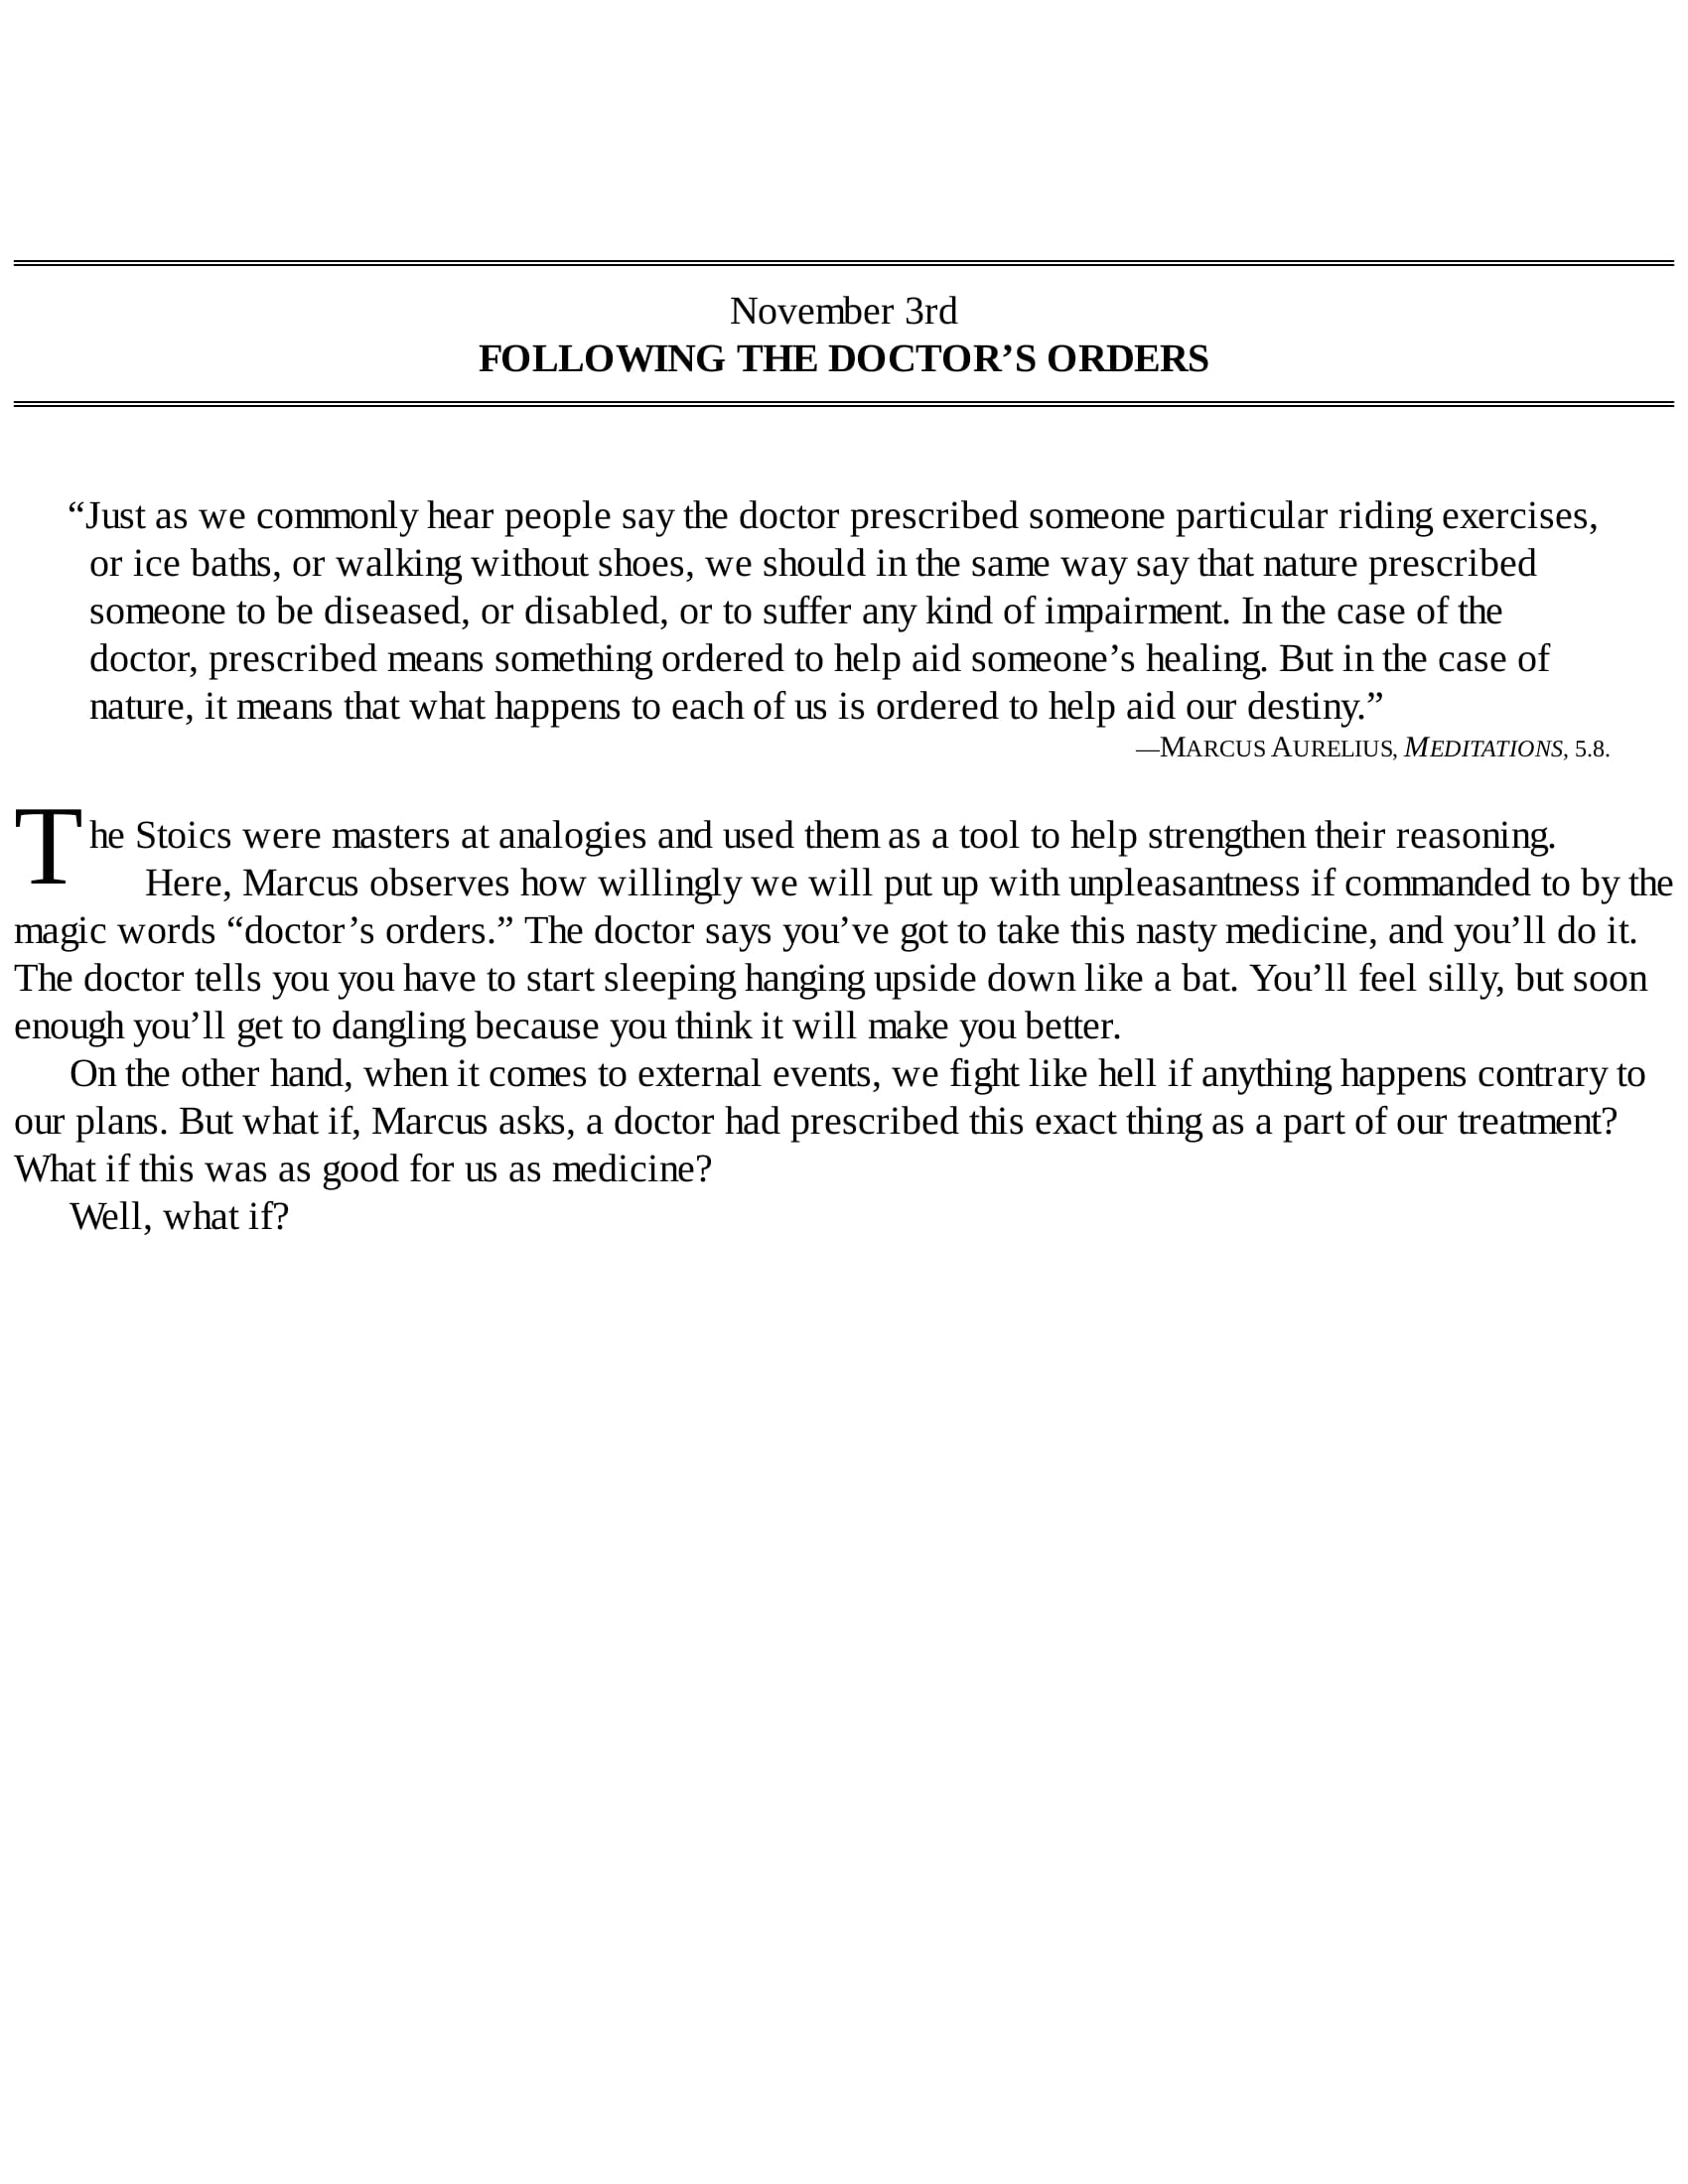 November 3rd
FOLLOWING THE DOCTOR’S ORDERS
“Just as we commonly hear people say the doctor prescribed someone particular riding exercises,
or ice baths, or walking without shoes, we should in the same way say that nature prescribed
someone to be diseased, or disabled, or to suffer any kind of impairment. In the case of the
doctor, prescribed means something ordered to help aid someone’s healing. But in the case of
nature, it means that what happens to each of us is ordered to help aid our destiny.”
—MARCUS AURELIUS, MEDITATIONS, 5.8.
The Stoics were masters at analogies and used them as a tool to help strengthen their reasoning.
Here, Marcus observes how willingly we will put up with unpleasantness if commanded to by the
magic words “doctor’s orders.” The doctor says you’ve got to take this nasty medicine, and you’ll do it.
The doctor tells you you have to start sleeping hanging upside down like a bat. You’ll feel silly, but soon
enough you’ll get to dangling because you think it will make you better.
On the other hand, when it comes to external events, we fight like hell if anything happens contrary to
our plans. But what if, Marcus asks, a doctor had prescribed this exact thing as a part of our treatment?
What if this was as good for us as medicine?
Well, what if?